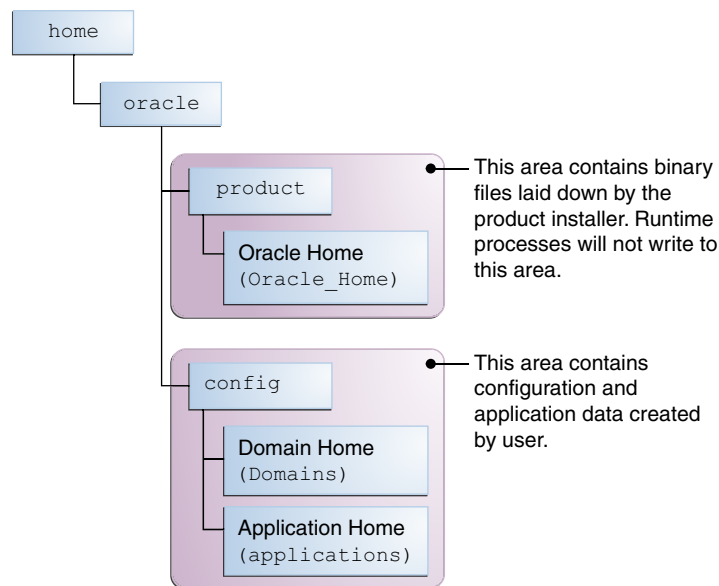 home
oracle
product
Oracle Home
(Oracle_Home)
This area contains binary
files laid down by the
product installer. Runtime
processes will not write to
this area.
config
Domain Home
(Domains)
Application Home
(applications)
This area contains
configuration and
application data created
by user.